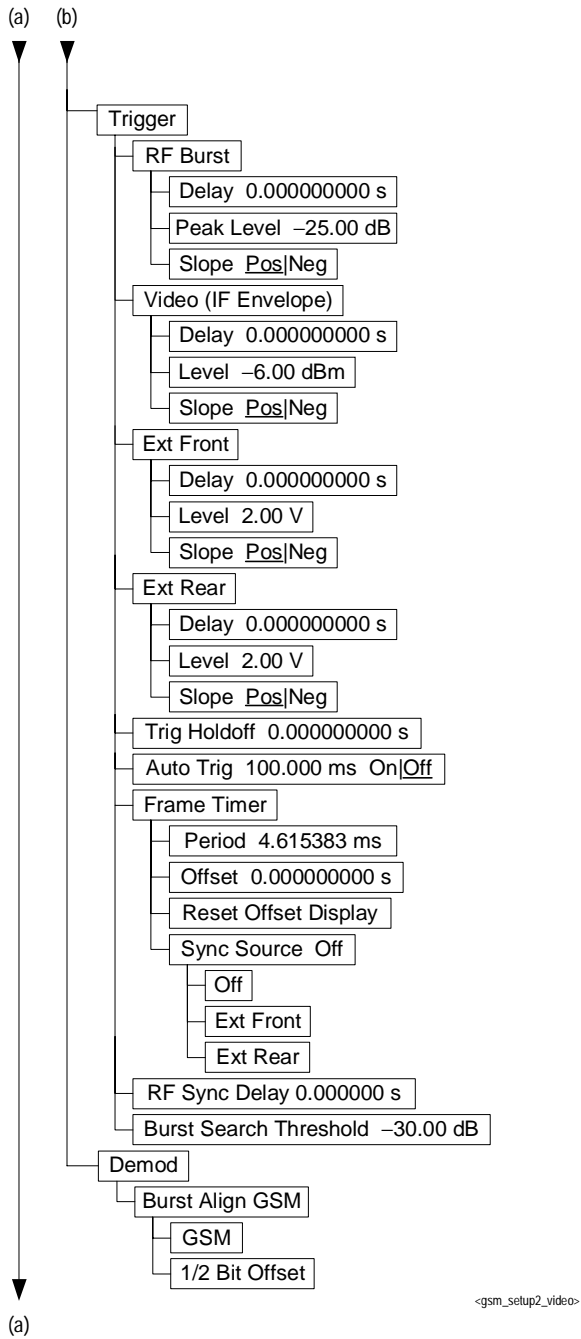 (a) (b)
Trigger
RF Burst
Delay 0.000000000 s
Peak Level –25.00 dB
Slope Pos|Neg
Video (IF Envelope)
Delay 0.000000000 s
Level –6.00 dBm
Slope Pos|Neg
Ext Front
Delay 0.000000000 s
Level 2.00 V
Slope Pos|Neg
Ext Rear
Delay 0.000000000 s
Level 2.00 V
Slope Pos|Neg
Trig Holdoff 0.000000000 s
Auto Trig 100.000 ms On|Off
Frame Timer
Period 4.615383 ms
Offset 0.000000000 s
Reset Offset Display
Sync Source Off
Off
Ext Front
Ext Rear
RF Sync Delay 0.000000 s
Burst Search Threshold –30.00 dB
Demod
Burst Align GSM
GSM
1/2 Bit Offset
<gsm_setup2_video>
(a)